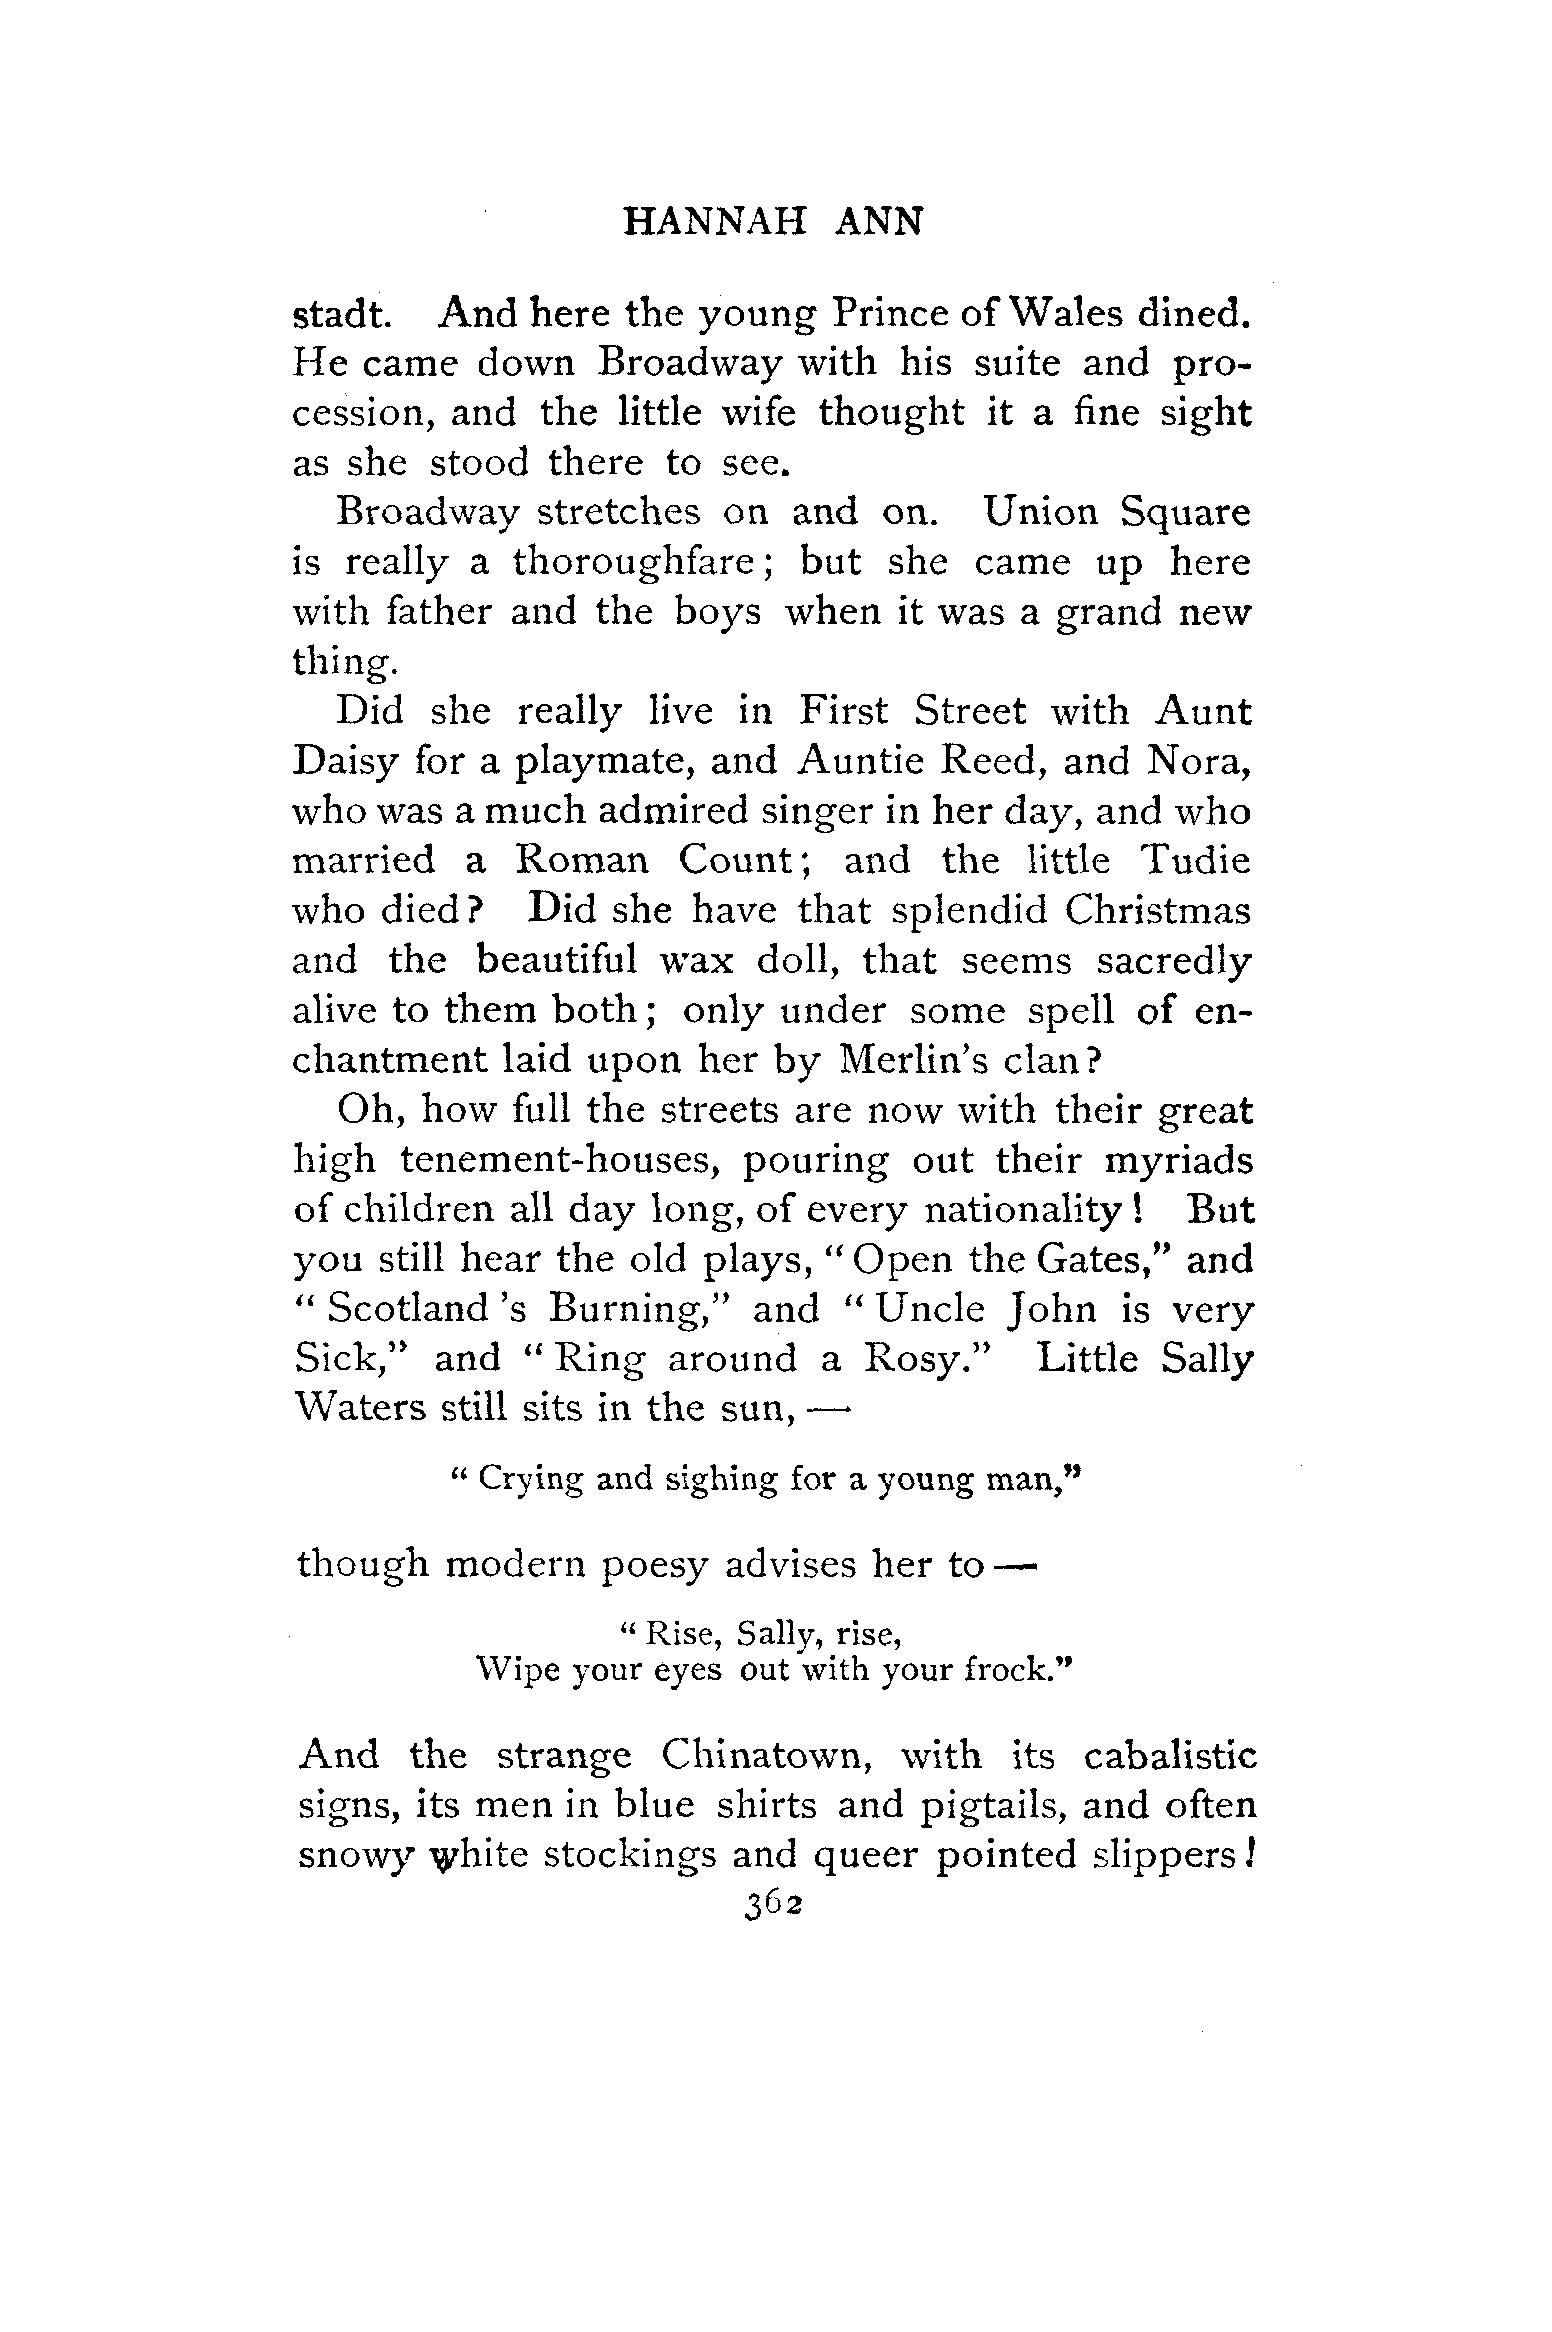 HANNAH ANN
stadt. And here the young Prince of Wales dined.
He came down Broadway with his suite and pro-
cession, and the little wife thought it a fine sight
as she stood there to see.
Broadway stretches on and on. Union Square
is really a thoroughfare; but she came up here
with father and the boys when it was a grand new
thing.
Did she really live in First Street with Aunt
Daisy for a playmate, and Auntie Reed, and Nora,
who was a much admired singer in her day, and who
married a Roman Count; and the little Tudie
who died? Did she have that splendid Christmas
and the beautiful wax doll, that seems sacredly
alive to them both; only under some spell of en-
chantment laid upon her by Merlin's clan?
Oh, how full the streets are now with their great
high tenement-houses, pouring out their myriads
of children all day long, of every nationality! But
you still hear the old plays, "Open the Gates," and
"Scotland 's Burning," and "Uncle John is very
Sick," and "Ring around a Rosy." Little Sally
Waters still sits in the sun, —
"Crying and sighing for a young man,"
though modern poesy advises her to —
"Rise, Sally, rise,
Wipe your eyes out with your frock."
And the strange Chinatown, with its cabalistic
signs, its men in blue shirts and pigtails, and often
snowy white stockings and queer pointed slippers!
362